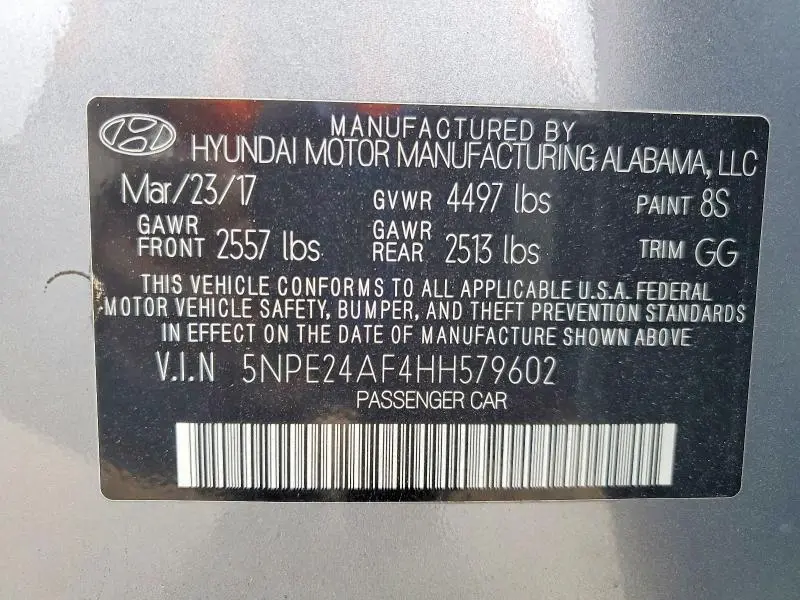 MANUFACTURED BY
HYUNDAI MOTOR MANUFACTURING ALABAMA, LLC
Mar/23/17 GVWR 4497 lbs PAINT 8S
GAWR FRONT 2557 lbs GAWR REAR 2513 lbs TRIM GG
THIS VEHICLE CONFORMS TO ALL APPLICABLE U.S.A. FEDERAL
MOTOR VEHICLE SAFETY, BUMPER, AND THEFT PREVENTION STANDARDS
IN EFFECT ON THE DATE OF MANUFACTURE SHOWN ABOVE
V.I.N 5NPE24AF4HH579602
PASSENGER CAR